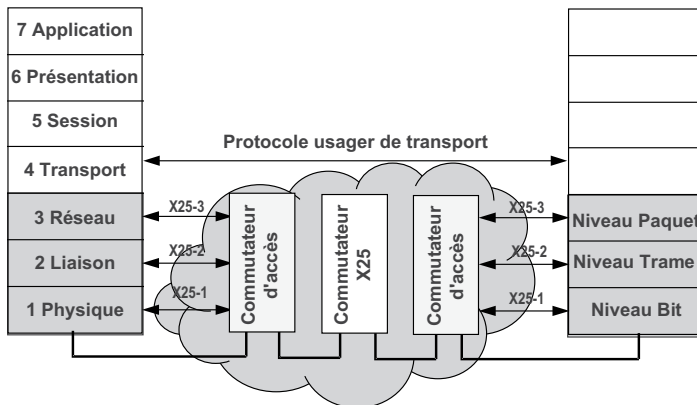 7 Application
6 Présentation
5 Session
4 Transport
3 Réseau
2 Liaison
1 Physique
Protocole usager de transport
X25-3
X25-2
X25-1
Commutateur
d'accès
Commutateur
X25
Commutateur
d'accès
X25-3
X25-2
X25-1
Niveau Paquet
Niveau Trame
Niveau Bit